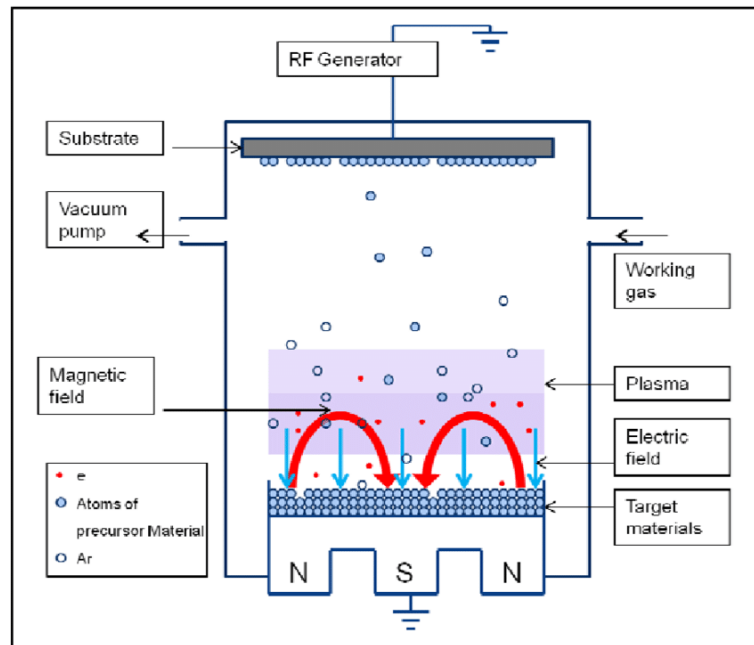 RF Generator
Substrate
Vacuum
pump
Working
gas
Magnetic
field
Plasma
Electric
field
e
Atoms of
precursor Material
Ar
Target
materials
N
S
N